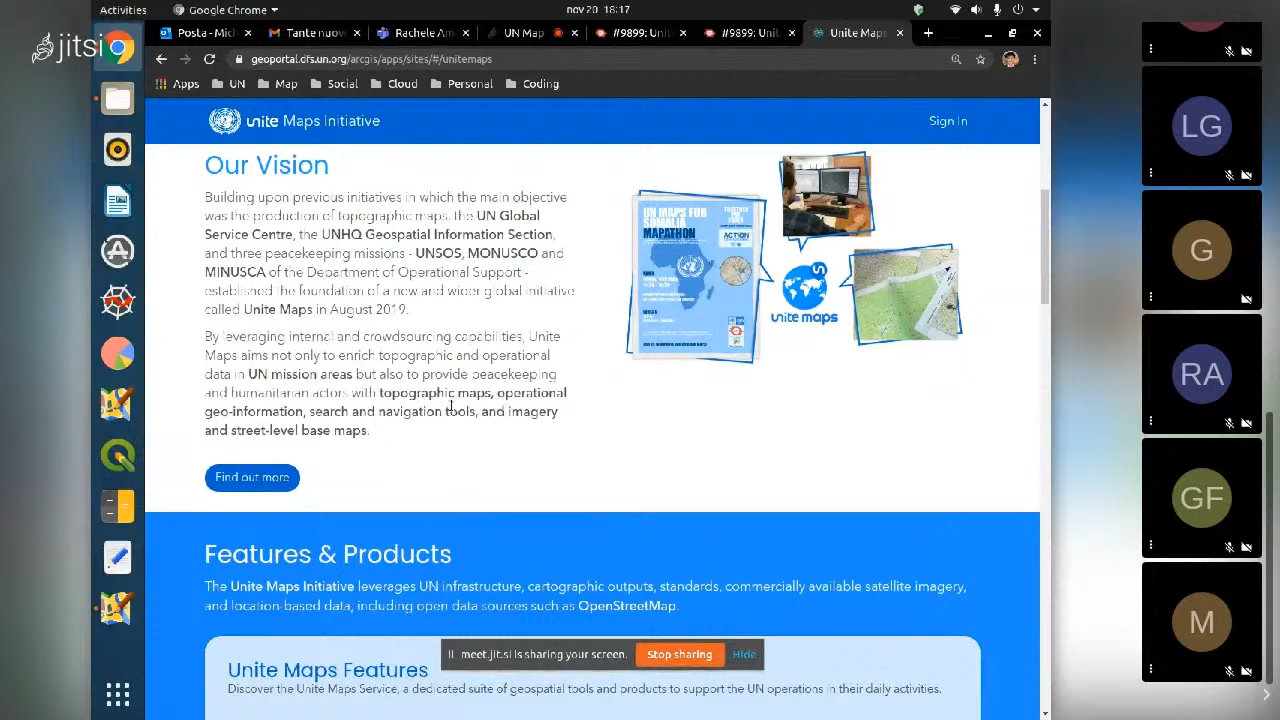 Activities
Google Chrome
nov 20 18:17
jitsi
Posta - Mich
Tante nuov
Rachele Am
UN Map
#9899: Unit
#9899: Unit
Unite Maps
geoportal.dfs.un.org/arcgis/apps/sites/#/unitemaps
Apps
UN
Map
Social
Cloud
Personal
Coding
unite Maps Initiative
Sign In
Our Vision
Building upon previous initiatives in which the main objective
was the production of topographic maps, the UN Global
Service Centre, the UNHQ Geospatial Information Section,
and three peacekeeping missions - UNSOS, MONUSCO and
MINUSCA of the Department of Operational Support -
established the foundation of a new and wider global initiative
called Unite Maps in August 2019.
By leveraging internal and crowdsourcing capabilities, Unite
Maps aims not only to enrich topographic and operational
data in UN mission areas but also to provide peacekeeping
and humanitarian actors with topographic maps, operational
geo-information, search and navigation tools, and imagery
and street-level base maps.
Find out more
UN MAPS FOR
SOMALIA
MAPATHON
TOGETHER
FOR
ACTION
unite maps
Features & Products
The Unite Maps Initiative leverages UN infrastructure, cartographic outputs, standards, commercially available satellite imagery,
and location-based data, including open data sources such as OpenStreetMap.
Unite Maps Features
Discover the Unite Maps Service, a dedicated suite of geospatial tools and products to support the UN operations in their daily activities.
meet.jit.si is sharing your screen.
Stop sharing
Hide
LG
G
RA
GF
M